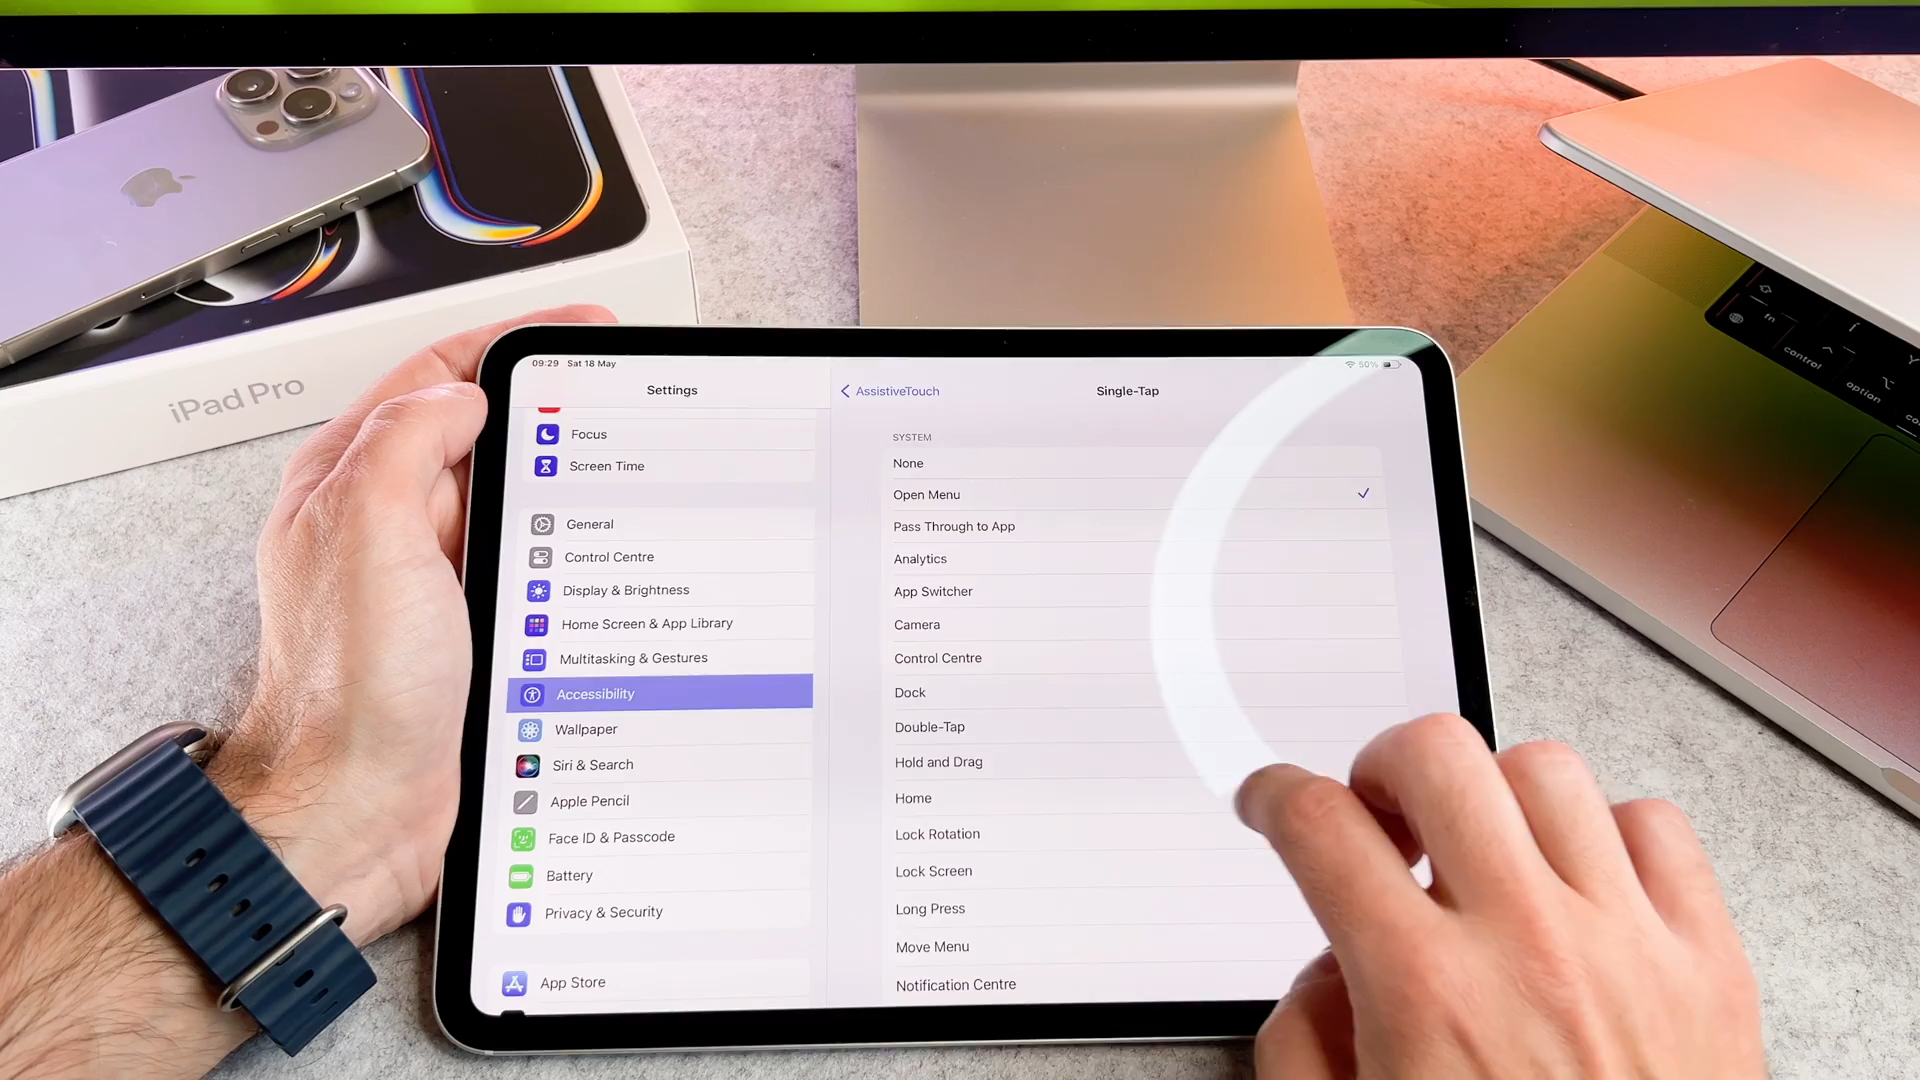 iPad Pro
09:29 Sat 18 May
50%
Settings
Focus
Screen Time
General
Control Centre
Display & Brightness
Home Screen & App Library
Multitasking & Gestures
Accessibility
Wallpaper
Siri & Search
Apple Pencil
Face ID & Passcode
Battery
Privacy & Security
App Store
AssistiveTouch
Single-Tap
SYSTEM
None
Open Menu
Pass Through to App
Analytics
App Switcher
Camera
Control Centre
Dock
Double-Tap
Hold and Drag
Home
Lock Rotation
Lock Screen
Long Press
Move Menu
Notification Centre
fn
control
option